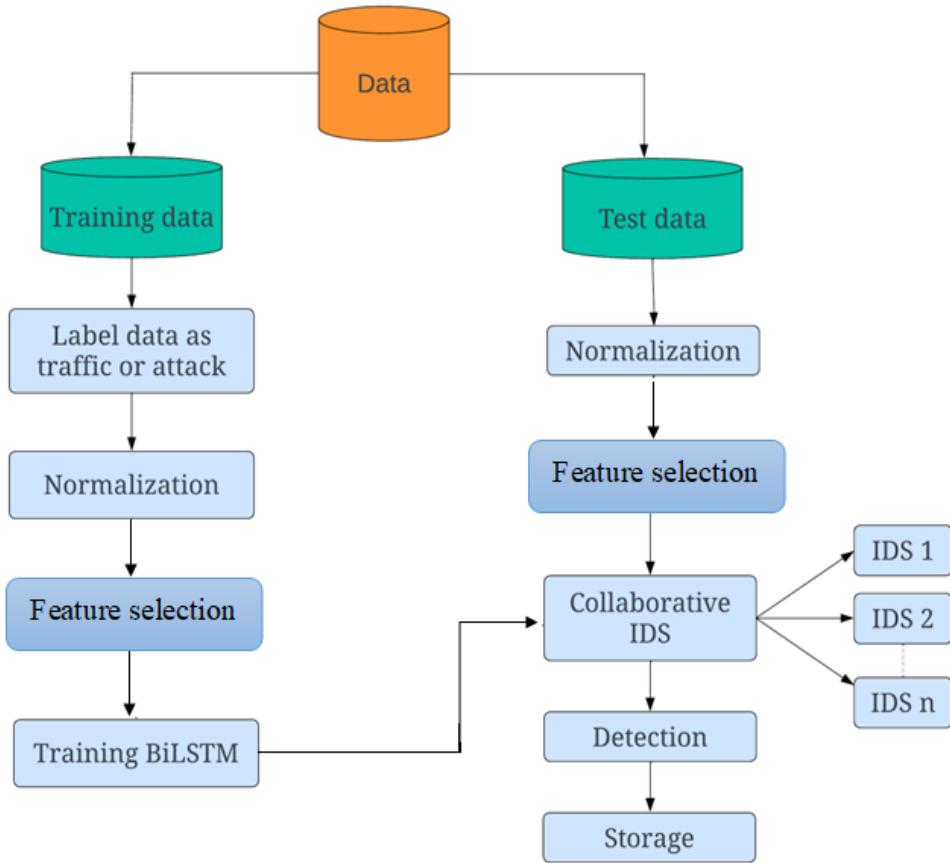 Data
Training data
Test data
Label data as
traffic or attack
Normalization
Normalization
Feature selection
Feature selection
Training BiLSTM
Collaborative
IDS
IDS 1
IDS 2
IDS n
Detection
Storage